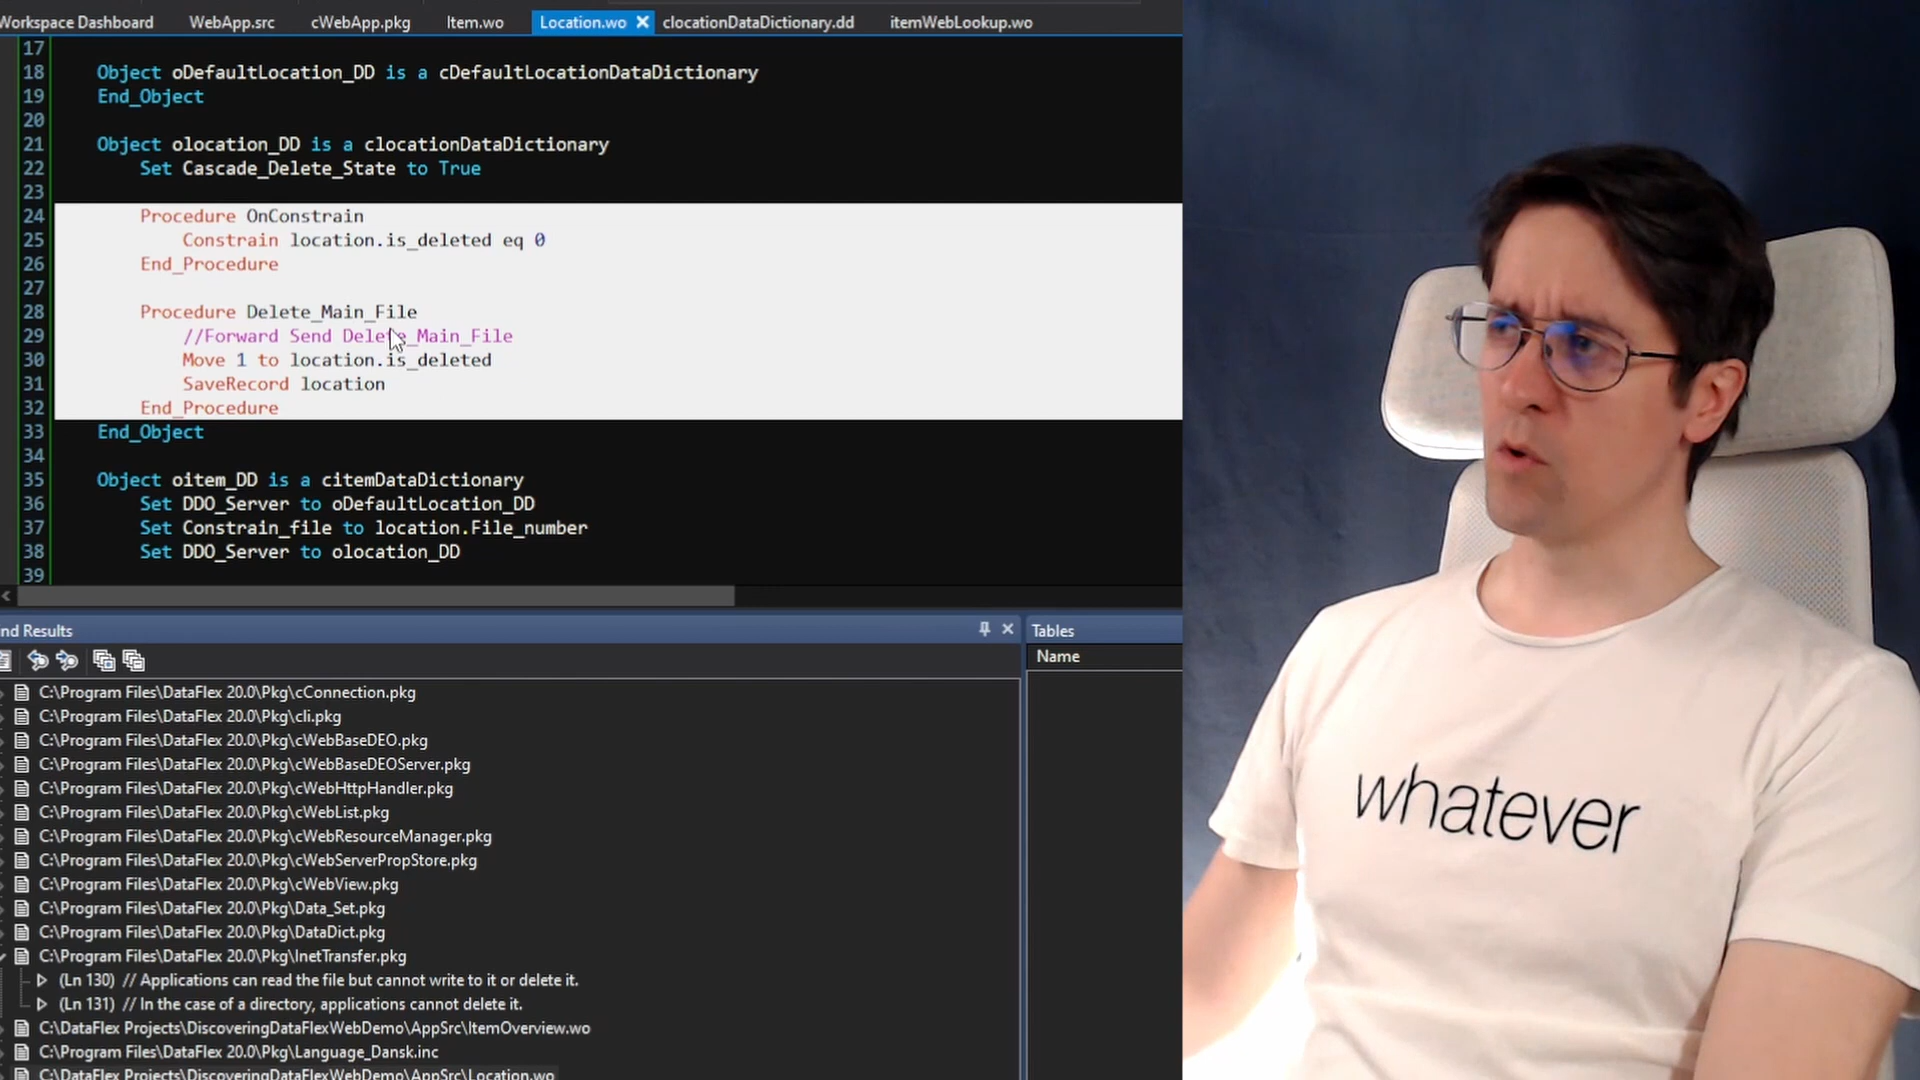 Workspace Dashboard
WebApp.src
cWebApp.pkg
Item.wo
Location.wo
clocationDataDictionary.dd
itemWebLookup.wo
17
18 Object oDefaultLocation_DD is a cDefaultLocationDataDictionary
19 End_Object
20
21 Object olocation_DD is a clocationDataDictionary
22 Set Cascade_Delete_State to True
23
24 Procedure OnConstrain
25 Constrain location.is_deleted eq 0
26 End_Procedure
27
28 Procedure Delete_Main_File
29 //Forward Send Delete_Main_File
30 Move 1 to location.is_deleted
31 SaveRecord location
32 End_Procedure
33 End_Object
34
35 Object oitem_DD is a citemDataDictionary
36 Set DDO_Server to oDefaultLocation_DD
37 Set Constrain_file to location.File_number
38 Set DDO_Server to olocation_DD
39
nd Results
C:\Program Files\DataFlex 20.0\Pkg\cConnection.pkg
C:\Program Files\DataFlex 20.0\Pkg\cli.pkg
C:\Program Files\DataFlex 20.0\Pkg\cWebBaseDEO.pkg
C:\Program Files\DataFlex 20.0\Pkg\cWebBaseDEOServer.pkg
C:\Program Files\DataFlex 20.0\Pkg\cWebHttpHandler.pkg
C:\Program Files\DataFlex 20.0\Pkg\cWebList.pkg
C:\Program Files\DataFlex 20.0\Pkg\cWebResourceManager.pkg
C:\Program Files\DataFlex 20.0\Pkg\cWebServerPropStore.pkg
C:\Program Files\DataFlex 20.0\Pkg\cWebView.pkg
C:\Program Files\DataFlex 20.0\Pkg\Data_Set.pkg
C:\Program Files\DataFlex 20.0\Pkg\DataDict.pkg
C:\Program Files\DataFlex 20.0\Pkg\InetTransfer.pkg
(Ln 130) // Applications can read the file but cannot write to it or delete it.
(Ln 131) // In the case of a directory, applications cannot delete it.
C:\DataFlex Projects\DiscoveringDataFlexWebDemo\AppSrc\ItemOverview.wo
C:\Program Files\DataFlex 20.0\Pkg\Language_Dansk.inc
C:\DataFlex Projects\DiscoveringDataFlexWebDemo\AppSrc\Location.wo
Tables
Name
whatever